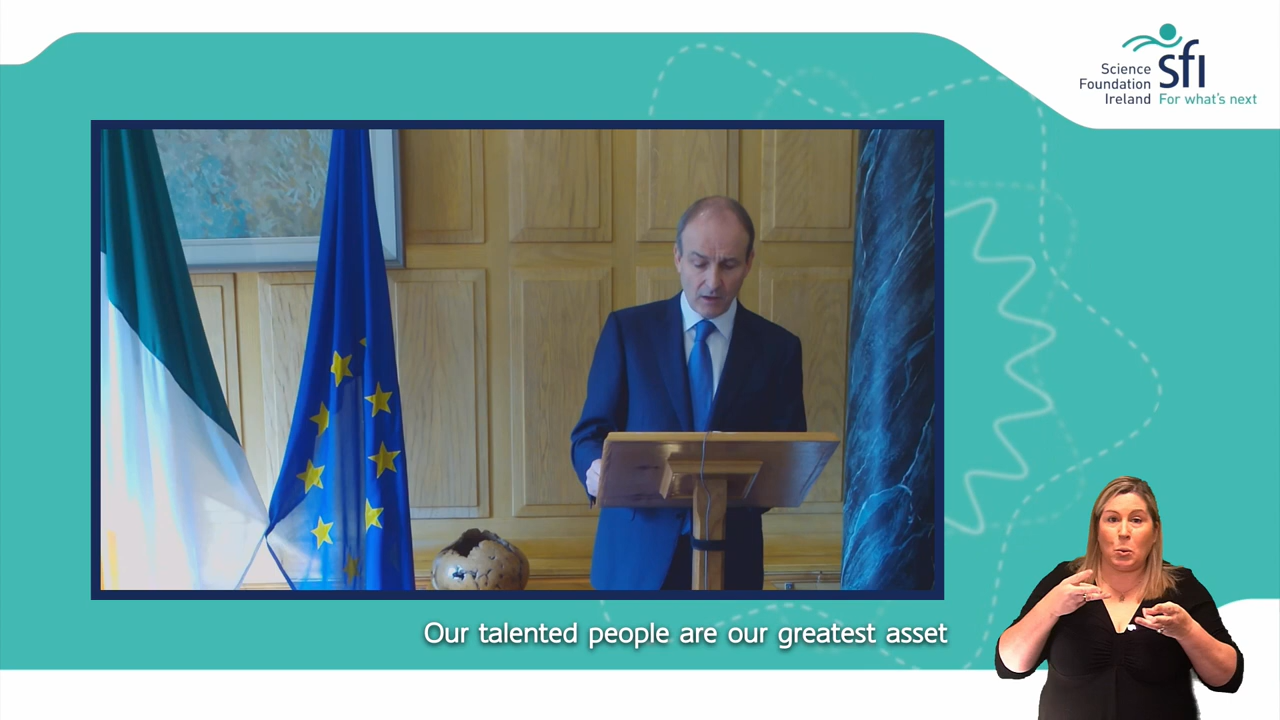 Science
Foundation
Ireland
sfi
For what's next
Our talented people are our greatest asset